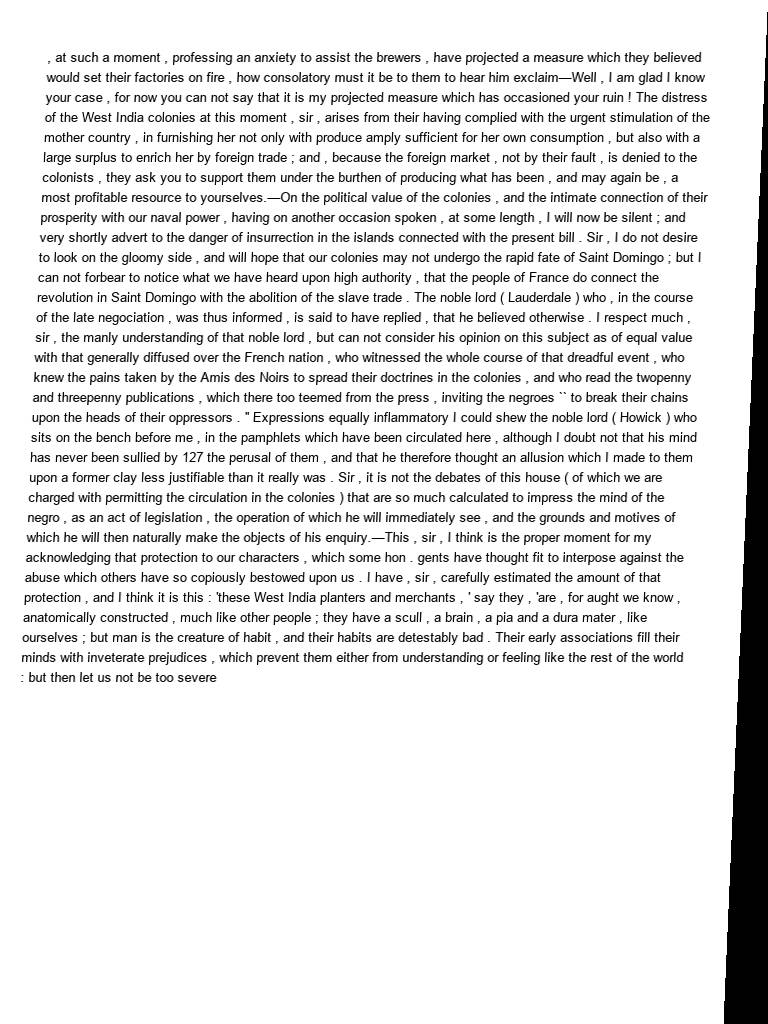 , at such a moment , professing an anxiety to assist the brewers , have projected a measure which they believed
would set their factories on fire , how consolatory must it be to them to hear him exclaim—Well , I am glad I know
your case , for now you can not say that it is my projected measure which has occasioned your ruin ! The distress
of the West India colonies at this moment , sir , arises from their having complied with the urgent stimulation of the
mother country , in furnishing her not only with produce amply sufficient for her own consumption , but also with a
large surplus to enrich her by foreign trade ; and , because the foreign market , not by their fault , is denied to the
colonists , they ask you to support them under the burthen of producing what has been , and may again be , a
most profitable resource to yourselves.—On the political value of the colonies , and the intimate connection of their
prosperity with our naval power , having on another occasion spoken , at some length , I will now be silent ; and
very shortly advert to the danger of insurrection in the islands connected with the present bill . Sir , I do not desire
to look on the gloomy side , and will hope that our colonies may not undergo the rapid fate of Saint Domingo ; but I
can not forbear to notice what we have heard upon high authority , that the people of France do connect the
revolution in Saint Domingo with the abolition of the slave trade . The noble lord ( Lauderdale ) who , in the course
of the late negociation , was thus informed , is said to have replied , that he believed otherwise . I respect much ,
sir , the manly understanding of that noble lord , but can not consider his opinion on this subject as of equal value
with that generally diffused over the French nation , who witnessed the whole course of that dreadful event , who
knew the pains taken by the Amis des Noirs to spread their doctrines in the colonies , and who read the twopenny
and threepenny publications , which there too teemed from the press , inviting the negroes `` to break their chains
upon the heads of their oppressors . " Expressions equally inflammatory I could shew the noble lord ( Howick ) who
sits on the bench before me , in the pamphlets which have been circulated here , although I doubt not that his mind
has never been sullied by 127 the perusal of them , and that he therefore thought an allusion which I made to them
upon a former clay less justifiable than it really was . Sir , it is not the debates of this house ( of which we are
charged with permitting the circulation in the colonies ) that are so much calculated to impress the mind of the
negro , as an act of legislation , the operation of which he will immediately see , and the grounds and motives of
which he will then naturally make the objects of his enquiry.—This , sir , I think is the proper moment for my
acknowledging that protection to our characters , which some hon . gents have thought fit to interpose against the
abuse which others have so copiously bestowed upon us . I have , sir , carefully estimated the amount of that
protection , and I think it is this : 'these West India planters and merchants , ' say they , 'are , for aught we know ,
anatomically constructed , much like other people ; they have a scull , a brain , a pia and a dura mater , like
ourselves ; but man is the creature of habit , and their habits are detestably bad . Their early associations fill their
minds with inveterate prejudices , which prevent them either from understanding or feeling like the rest of the world
: but then let us not be too severe